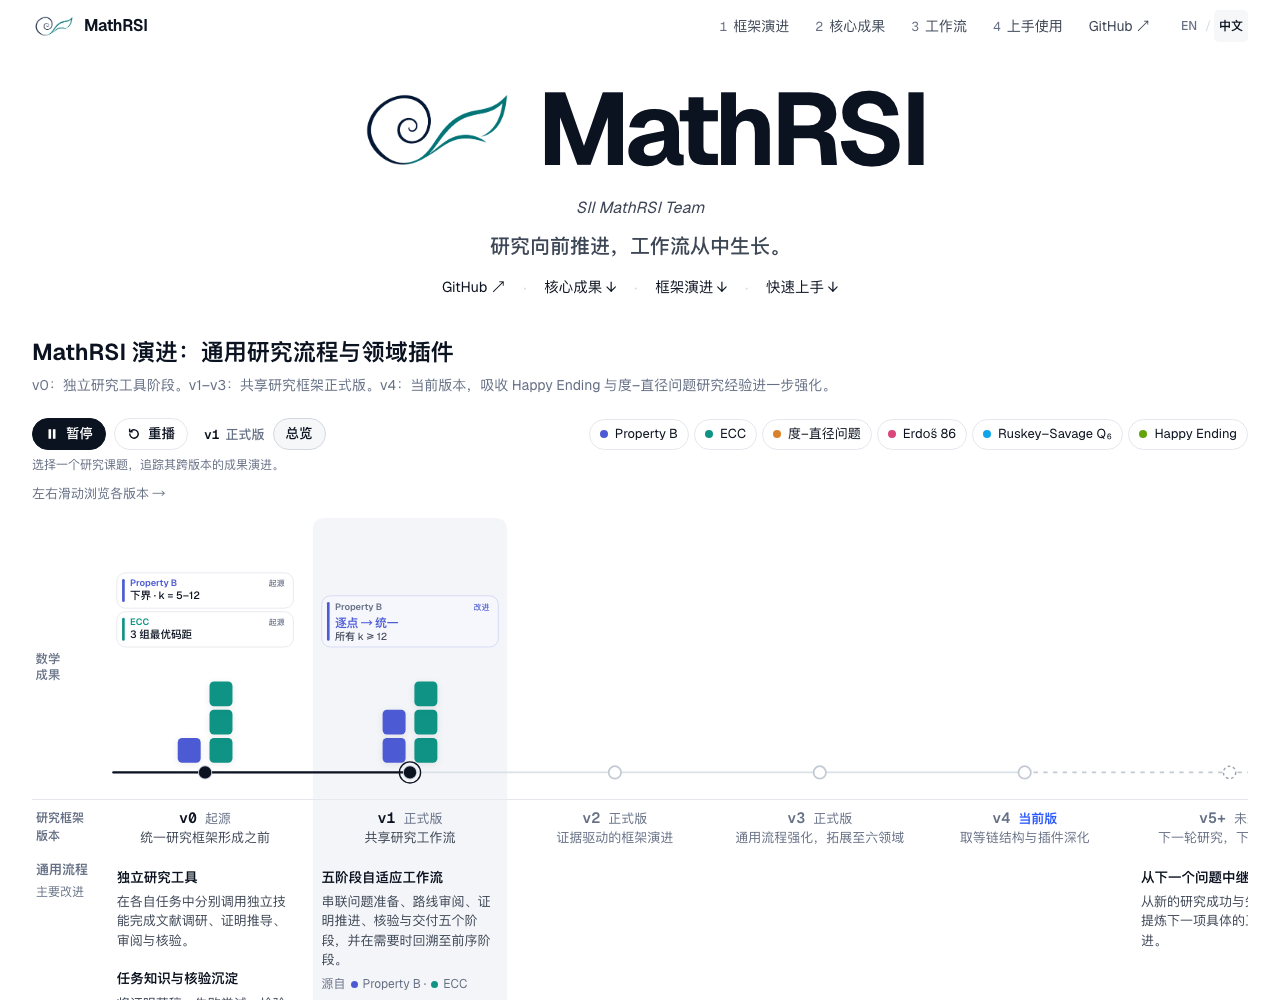 MathRSI
1 框架演进 2 核心成果 3 工作流 4 上手使用 GitHub ↗ EN / 中文
MathRSI
SII MathRSI Team
研究向前推进，工作流从中生长。
GitHub ↗ · 核心成果 ↓ · 框架演进 ↓ · 快速上手 ↓
MathRSI 演进：通用研究流程与领域插件
v0：独立研究工具阶段。v1–v3：共享研究框架正式版。v4：当前版本，吸收 Happy Ending 与度–直径问题研究经验进一步强化。
暂停 重播 v1 正式版 总览
Property B ECC 度–直径问题 Erdős 86 Ruskey–Savage Q₆ Happy Ending
选择一个研究课题，追踪其跨版本的成果演进。
左右滑动浏览各版本 →
数学
成果
Property B 起源
下界 · k = 5–12
ECC 起源
3 组最优码距
Property B 改进
逐点 → 统一
所有 k ⩾ 12
研究框架
版本
v0 起源
统一研究框架形成之前
v1 正式版
共享研究工作流
v2 正式版
证据驱动的框架演进
v3 正式版
通用流程强化，拓展至六领域
v4 当前版
取等链结构与插件深化
v5+ 未
下一轮研究，下
通用流程
主要改进
独立研究工具
在各自任务中分别调用独立技
能完成文献调研、证明推导、
审阅与核验。
任务知识与核验沉淀
五阶段自适应工作流
串联问题准备、路线审阅、证
明推进、核验与交付五个阶
段，并在需要时回溯至前序阶
段。
源自 Property B · ECC
从下一个问题中继
从新的研究成功与
提炼下一项具体的
进。